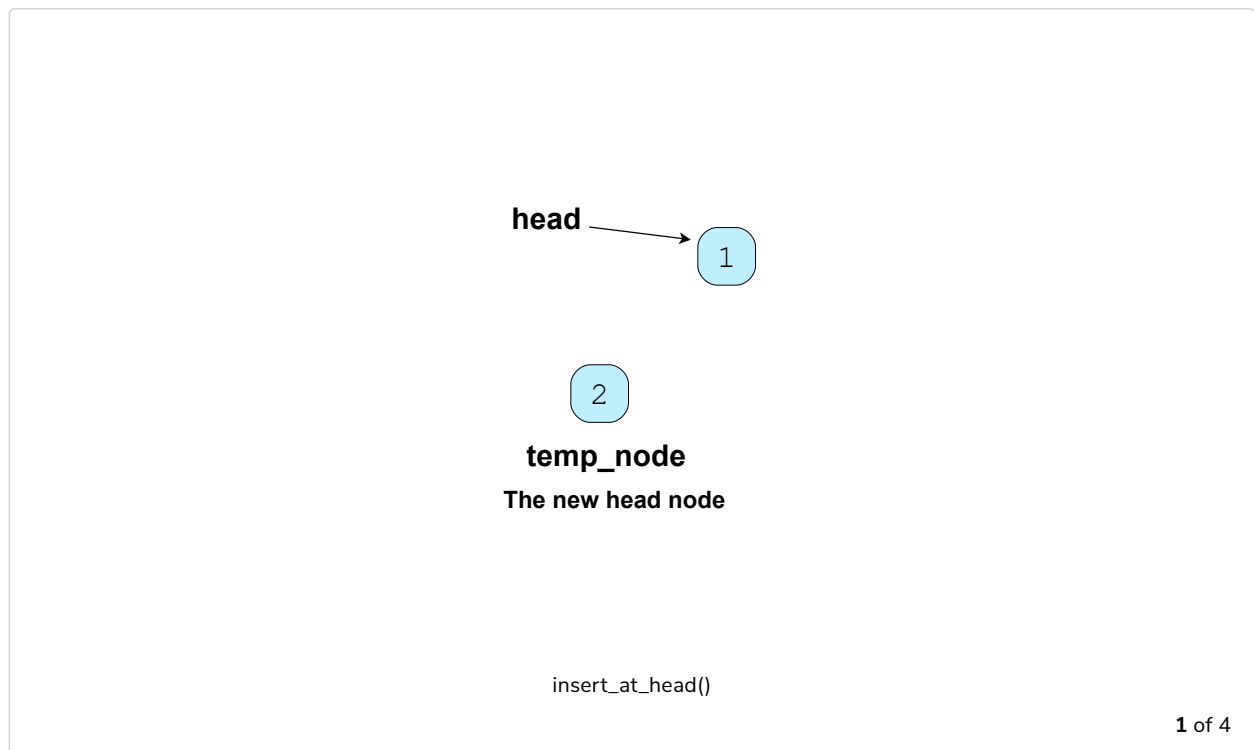 head
1
2
temp_node
The new head node
insert_at_head()
1 of 4